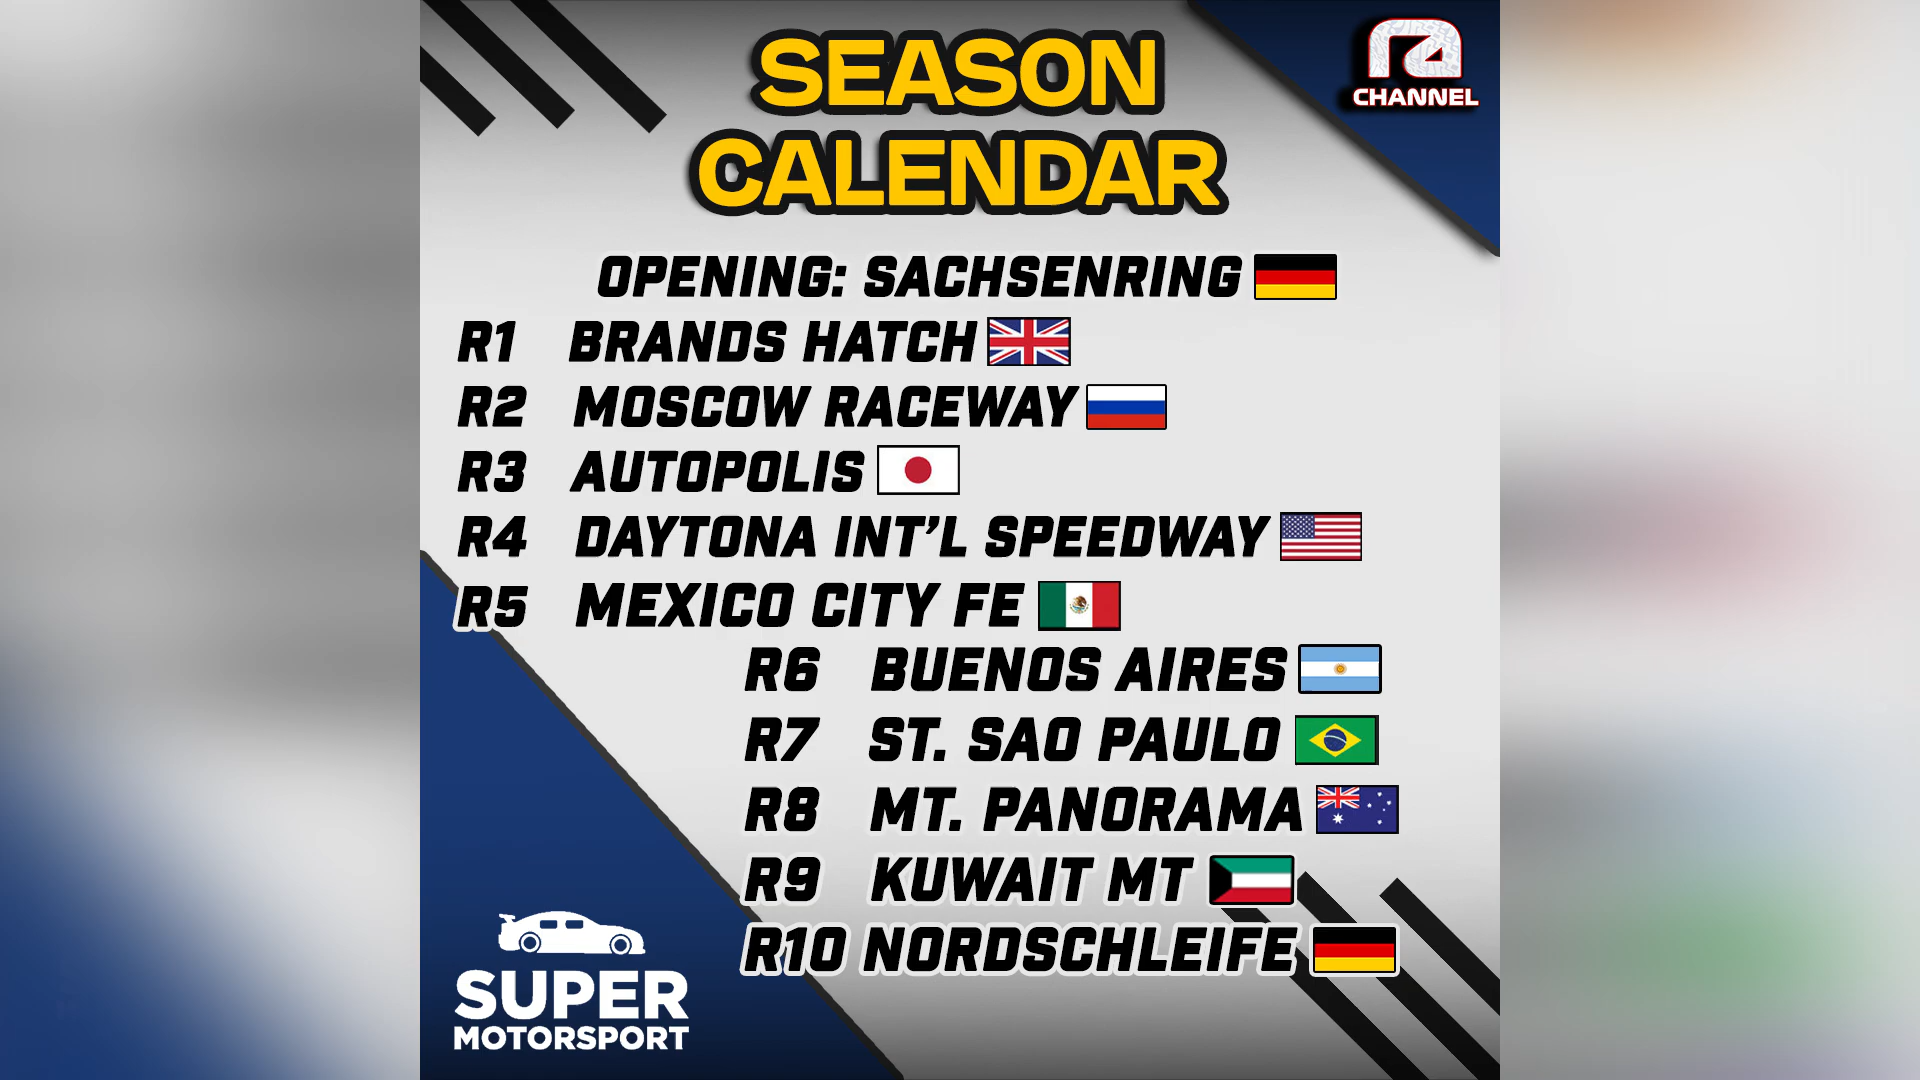 SEASON
CALENDAR
CHANNEL
OPENING: SACHSENRING
R1 BRANDS HATCH
R2 MOSCOW RACEWAY
R3 AUTOPOLIS
R4 DAYTONA INT'L SPEEDWAY
R5 MEXICO CITY FE
R6 BUENOS AIRES
R7 ST. SAO PAULO
R8 MT. PANORAMA
R9 KUWAIT MT
R10 NORDSCHLEIFE
SUPER
MOTORSPORT